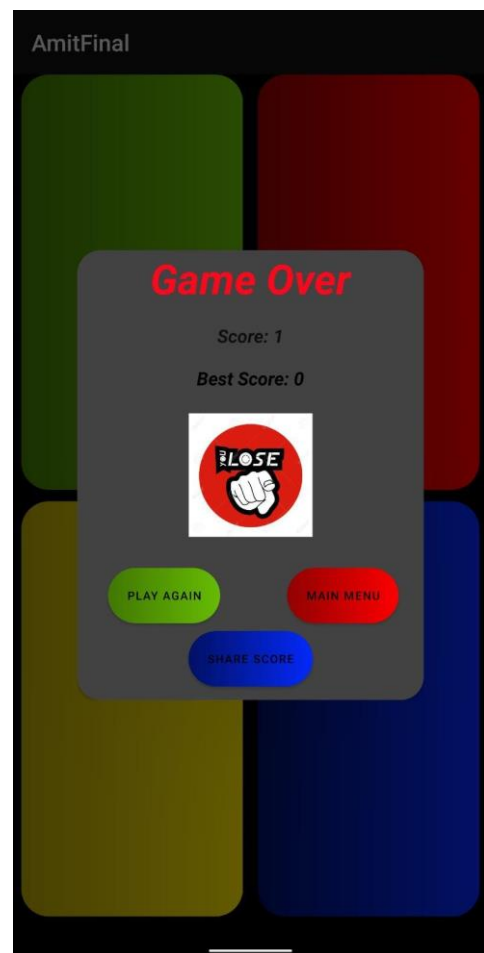 AmitFinal
Game Over
Score: 1
Best Score: 0
YOU
LOSE
PLAY AGAIN
MAIN MENU
SHARE SCORE